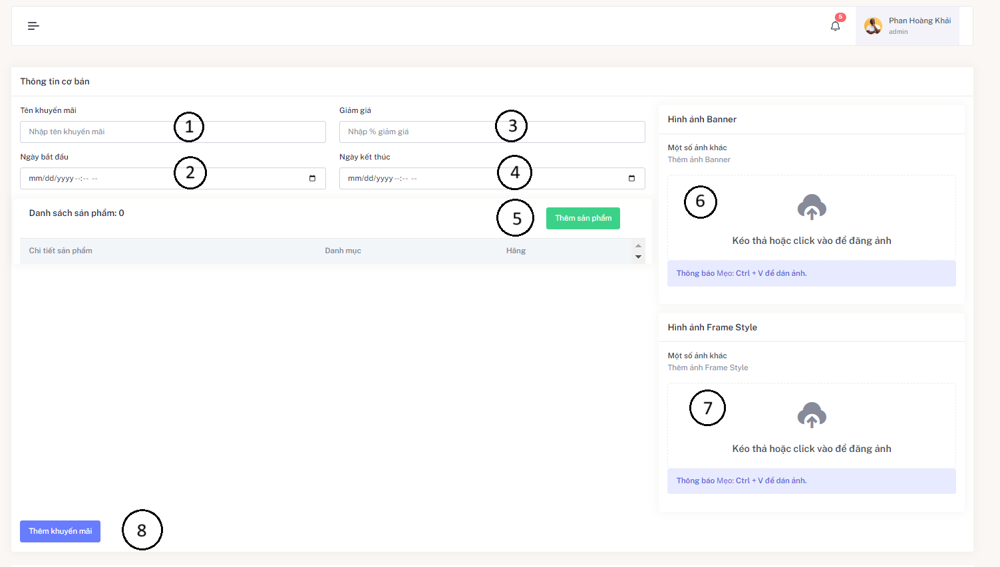 5
Phan Hoàng Khải
admin
Thông tin cơ bản
Tên khuyến mãi
Nhập tên khuyến mãi
1
Giảm giá
Nhập % giảm giá
3
Ngày bắt đầu
mm/dd/yyyy --:-- --
2
Ngày kết thúc
mm/dd/yyyy --:-- --
4
Danh sách sản phẩm: 0
5
Thêm sản phẩm
Chi tiết sản phẩm
Danh mục
Hãng
Hình ảnh Banner
Một số ảnh khác
Thêm ảnh Banner
6
Kéo thả hoặc click vào để đăng ảnh
Thông báo Mẹo: Ctrl + V để dán ảnh.
Hình ảnh Frame Style
Một số ảnh khác
Thêm ảnh Frame Style
7
Kéo thả hoặc click vào để đăng ảnh
Thông báo Mẹo: Ctrl + V để dán ảnh.
Thêm khuyến mãi
8